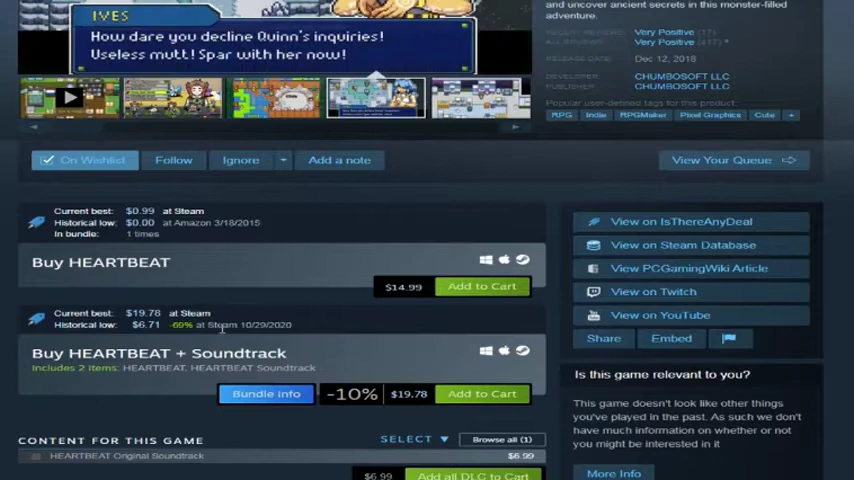 IVES
How dare you decline Quinn's inquiries!
Useless mutt! Spar with her now!
and uncover ancient secrets in this monster-filled
adventure.
RECENT REVIEWS: Very Positive (17)
ALL REVIEWS: Very Positive (417) *
RELEASE DATE: Dec 12, 2018
DEVELOPER: CHUMBOSOFT LLC
PUBLISHER: CHUMBOSOFT LLC
Popular user-defined tags for this product:
RPG Indie RPGMaker Pixel Graphics Cute +
On Wishlist Follow Ignore Add a note View Your Queue
Current best: $0.99 at Steam
Historical low: $0.00 at Amazon 3/18/2015
In bundle: 1 times
Buy HEARTBEAT
$14.99 Add to Cart
Current best: $19.78 at Steam
Historical low: $6.71 -69% at Steam 10/29/2020
Buy HEARTBEAT + Soundtrack
Includes 2 items: HEARTBEAT, HEARTBEAT Soundtrack
Bundle info -10% $19.78 Add to Cart
CONTENT FOR THIS GAME SELECT Browse all (1)
HEARTBEAT Original Soundtrack $6.99
$6.99 Add all DLC to Cart
View on IsThereAnyDeal
View on Steam Database
View PCGamingWiki Article
View on Twitch
View on YouTube
Share Embed
Is this game relevant to you?
This game doesn't look like other things
you've played in the past. As such we don't
have much information on whether or not
you might be interested in it
More Info